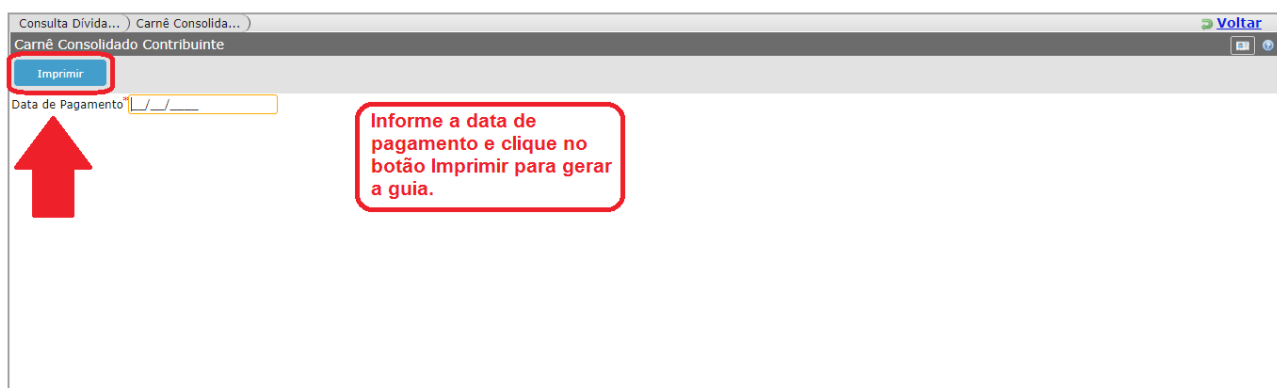 Consulta Dívida... ) Carnê Consolida... )
Voltar
Carnê Consolidado Contribuinte
Imprimir
Data de Pagamento* __/__/____
Informe a data de
pagamento e clique no
botão Imprimir para gerar
a guia.